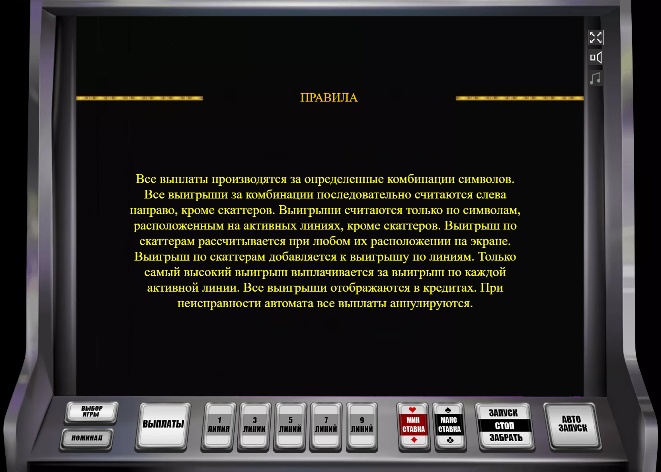 ПРАВИЛА
Все выплаты производятся за определенные комбинации символов.
Все выигрыши за комбинации последовательно считаются слева
направо, кроме скаттеров. Выигрыши считаются только по символам,
расположенным на активных линиях, кроме скаттеров. Выигрыш по
скаттерам рассчитывается при любом их расположении на экране.
Выигрыш по скаттерам добавляется к выигрышу по линиям. Только
самый высокий выигрыш выплачивается за выигрыш по каждой
активной линии. Все выигрыши отображаются в кредитах. При
неисправности автомата все выплаты аннулируются.
ВЫБОР
ИГРЫ
НОМИНАЛ
ВЫПЛАТЫ
1
ЛИНИЯ
3
ЛИНИИ
5
ЛИНИЙ
7
ЛИНИЙ
9
ЛИНИЙ
МИН
СТАВКА
МАКС
СТАВКА
ЗАПУСК
СТОП
ЗАБРАТЬ
АВТО
ЗАПУСК